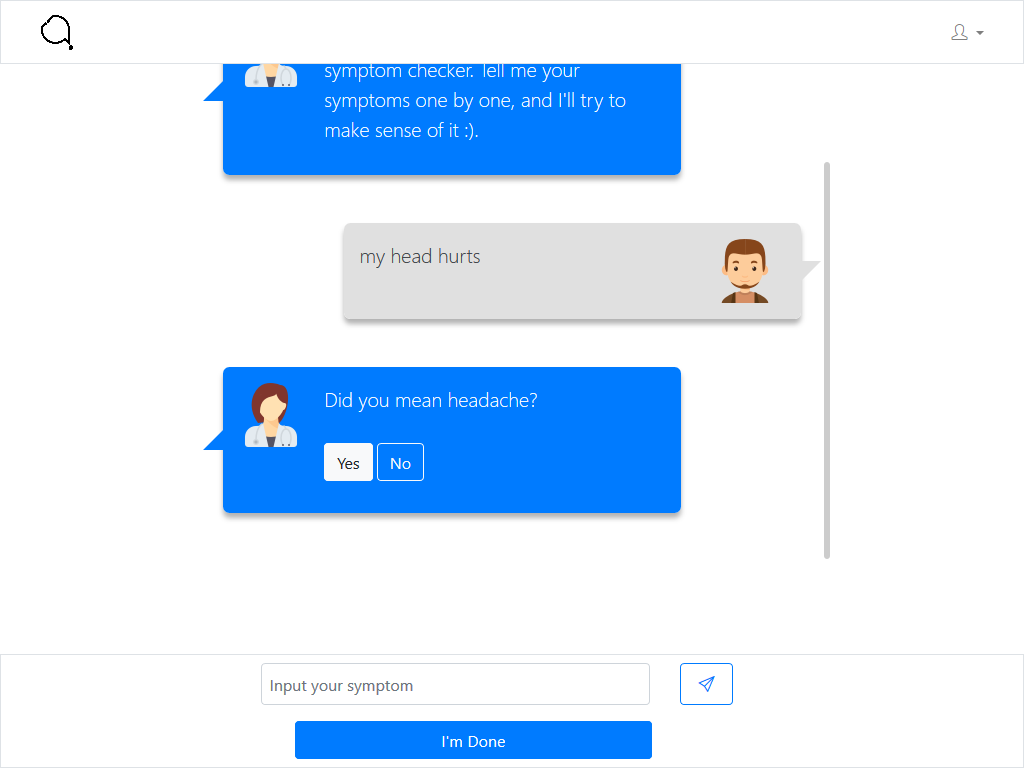 symptom checker. Tell me your
symptoms one by one, and I'll try to
make sense of it :).
my head hurts
Did you mean headache?
Yes No
Input your symptom
I'm Done